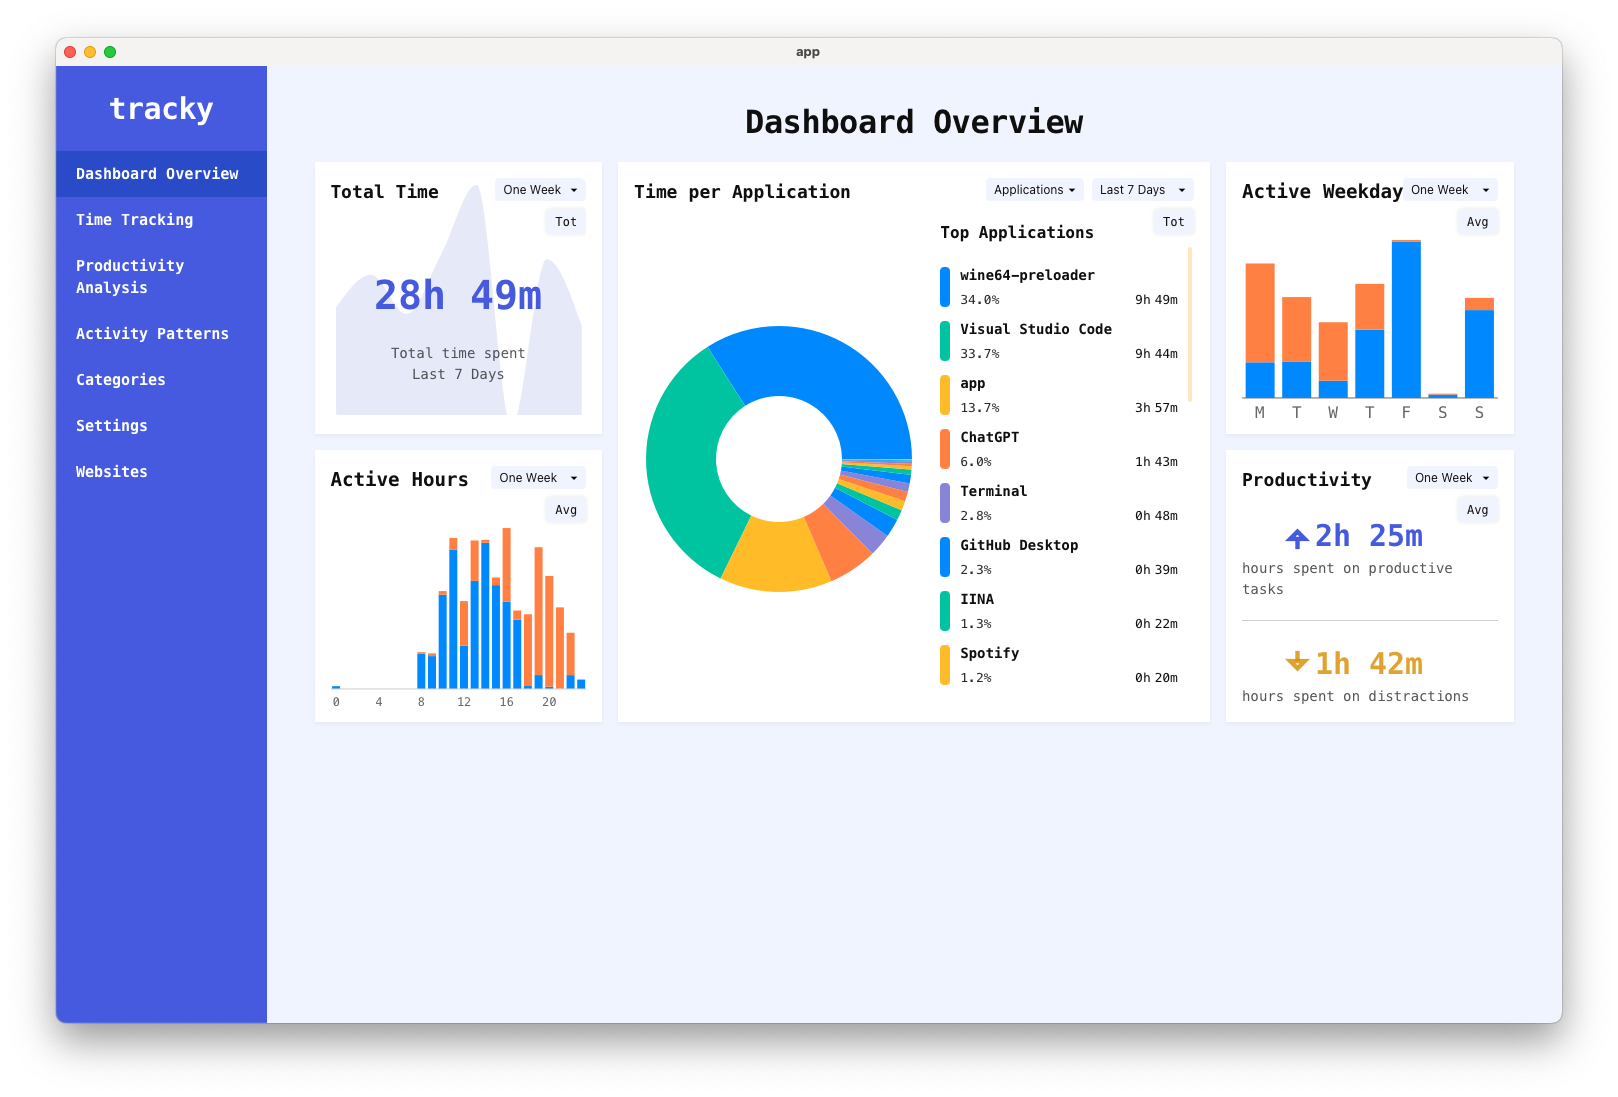 app
tracky
Dashboard Overview
Time Tracking
Productivity
Analysis
Activity Patterns
Categories
Settings
Websites
Dashboard Overview
Total Time
One Week
Tot
28h 49m
Total time spent
Last 7 Days
Active Hours
One Week
Avg
0 4 8 12 16 20
Time per Application
Applications
Last 7 Days
Tot
Top Applications
wine64-preloader
34.0% 9h 49m
Visual Studio Code
33.7% 9h 44m
app
13.7% 3h 57m
ChatGPT
6.0% 1h 43m
Terminal
2.8% 0h 48m
GitHub Desktop
2.3% 0h 39m
IINA
1.3% 0h 22m
Spotify
1.2% 0h 20m
Active Weekday
One Week
Avg
M T W T F S S
Productivity
One Week
Avg
2h 25m
hours spent on productive
tasks
1h 42m
hours spent on distractions